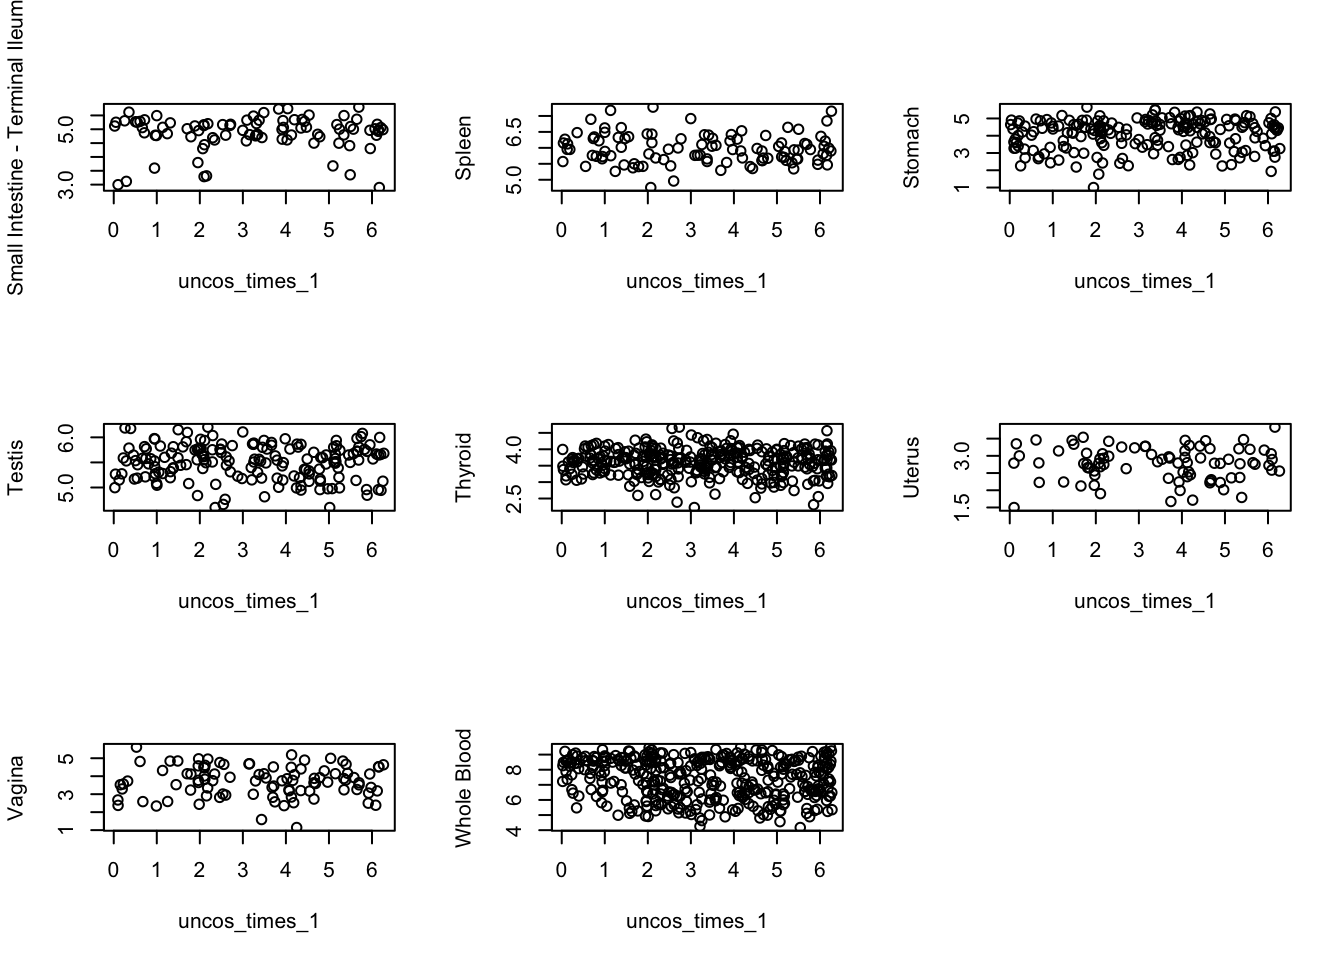 Small Intestine - Terminal Ileum
3.0 5.0
0 1 2 3 4 5 6
uncos_times_1
Spleen
5.0 6.5
0 1 2 3 4 5 6
uncos_times_1
Stomach
1 3 5
0 1 2 3 4 5 6
uncos_times_1
Testis
5.0 6.0
0 1 2 3 4 5 6
uncos_times_1
Thyroid
2.5 4.0
0 1 2 3 4 5 6
uncos_times_1
Uterus
1.5 3.0
0 1 2 3 4 5 6
uncos_times_1
Vagina
1 3 5
0 1 2 3 4 5 6
uncos_times_1
Whole Blood
4 6 8
0 1 2 3 4 5 6
uncos_times_1